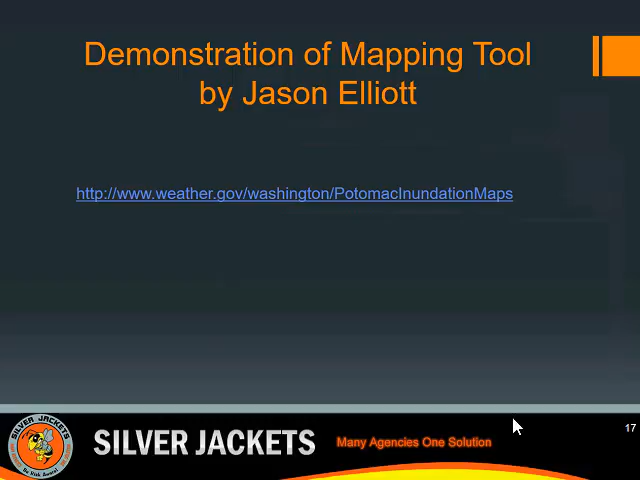 Demonstration of Mapping Tool
by Jason Elliott
http://www.weather.gov/washington/PotomacInundationMaps
SILVER JACKETS
SILVER JACKETS
Many Agencies One Solution
17